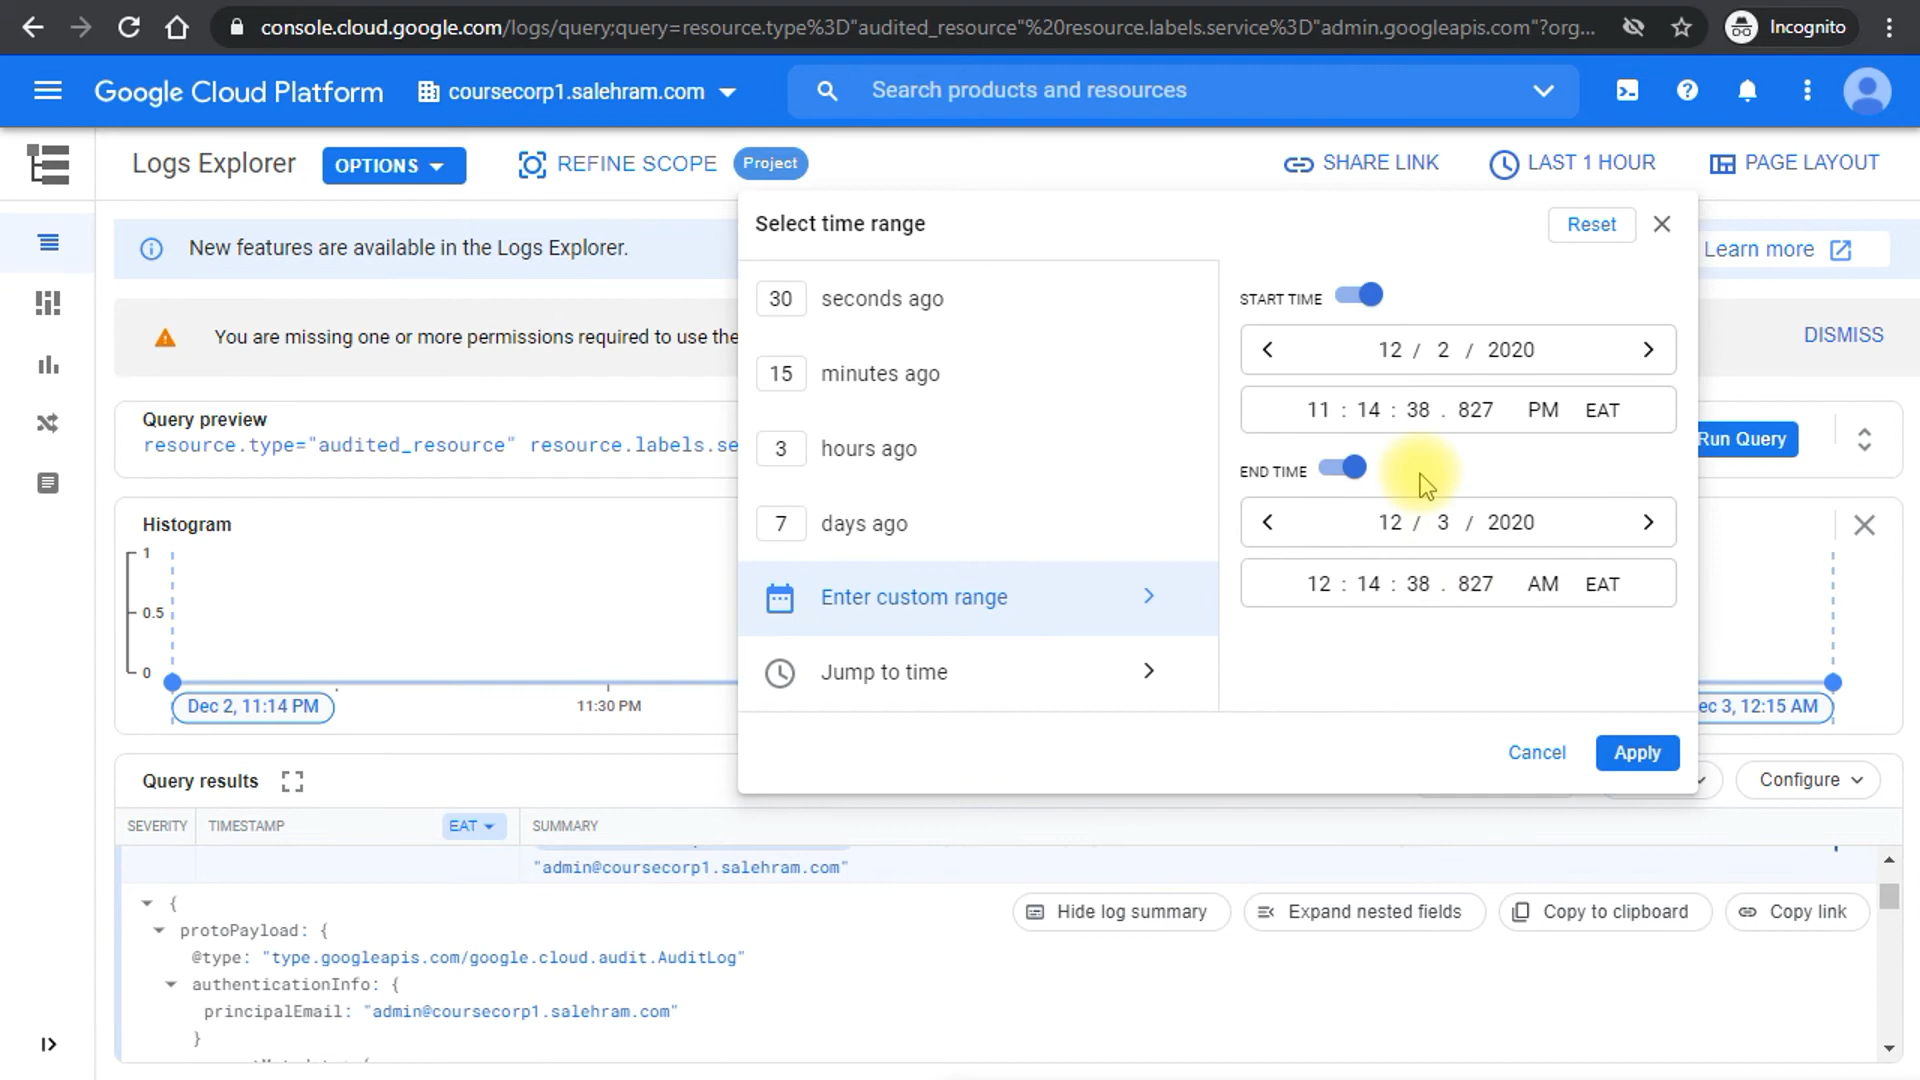 console.cloud.google.com/logs/query;query=resource.type%3D"audited_resource"%20resource.labels.service%3D"admin.googleapis.com"?org...
Incognito
Google Cloud Platform
coursecorp1.salehram.com
Search products and resources
Logs Explorer
OPTIONS
REFINE SCOPE
Project
SHARE LINK
LAST 1 HOUR
PAGE LAYOUT
New features are available in the Logs Explorer.
Learn more
You are missing one or more permissions required to use the
DISMISS
Query preview
resource.type="audited_resource" resource.labels.se
Run Query
Histogram
1
0.5
0
Dec 2, 11:14 PM
11:30 PM
ec 3, 12:15 AM
Select time range
Reset
30 seconds ago
15 minutes ago
3 hours ago
7 days ago
Enter custom range
Jump to time
START TIME
12 / 2 / 2020
11 : 14 : 38 . 827 PM EAT
END TIME
12 / 3 / 2020
12 : 14 : 38 . 827 AM EAT
Cancel
Apply
Query results
Configure
SEVERITY TIMESTAMP EAT SUMMARY
"admin@coursecorp1.salehram.com"
{
Hide log summary
Expand nested fields
Copy to clipboard
Copy link
protoPayload: {
@type: "type.googleapis.com/google.cloud.audit.AuditLog"
authenticationInfo: {
principalEmail: "admin@coursecorp1.salehram.com"
}